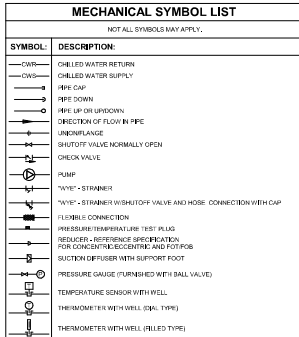 MECHANICAL SYMBOL LIST
NOT ALL SYMBOLS MAY APPLY.
SYMBOL: DESCRIPTION:
CWR CHILLED WATER RETURN
CWS CHILLED WATER SUPPLY
PIPE CAP
PIPE DOWN
PIPE UP OR UP/DOWN
DIRECTION OF FLOW IN PIPE
UNION/FLANGE
SHUTOFF VALVE NORMALLY OPEN
CHECK VALVE
PUMP
"WYE" - STRAINER
"WYE" - STRAINER W/SHUTOFF VALVE AND HOSE CONNECTION WITH CAP
FLEXIBLE CONNECTION
PRESSURE/TEMPERATURE TEST PLUG
REDUCER - REFERENCE SPECIFICATION
FOR CONCENTRIC/ECCENTRIC AND FOT/FOB
SUCTION DIFFUSER WITH SUPPORT FOOT
P PRESSURE GAUGE (FURNISHED WITH BALL VALVE)
T TEMPERATURE SENSOR WITH WELL
T THERMOMETER WITH WELL (DIAL TYPE)
THERMOMETER WITH WELL (FILLED TYPE)